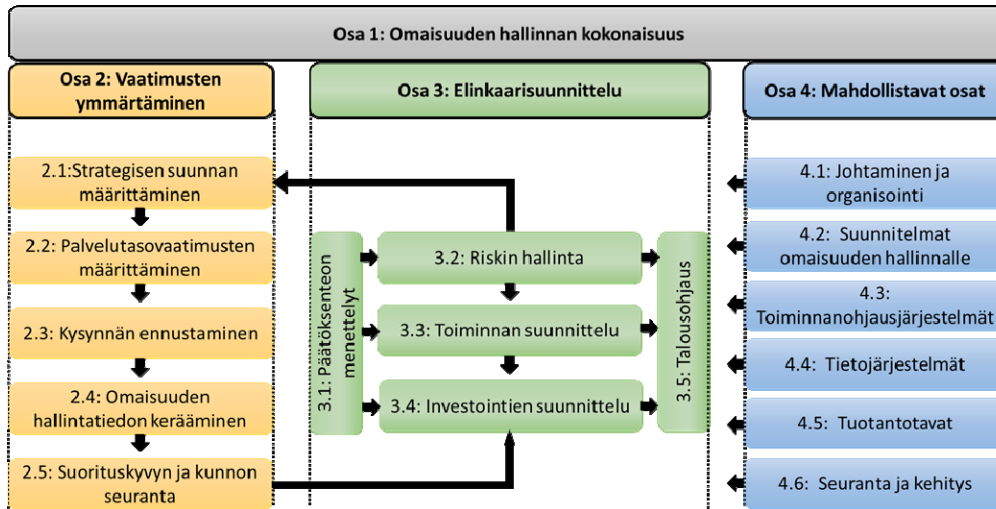 Osa 1: Omaisuuden hallinnan kokonaisuus
Osa 2: Vaatimusten
ymmärtäminen
2.1:Strategisen suunnan
määrittäminen
2.2: Palvelutasovaatimusten
määrittäminen
2.3: Kysynnän ennustaminen
2.4: Omaisuuden
hallintatiedon kerääminen
2.5: Suorituskyvyn ja kunnon
seuranta
Osa 3: Elinkaarisuunnittelu
3.1: Päätöksenteon
menettelyt
3.2: Riskin hallinta
3.3: Toiminnan suunnittelu
3.4: Investointien suunnittelu
3.5: Talousohjaus
Osa 4: Mahdollistavat osat
4.1: Johtaminen ja
organisointi
4.2: Suunnitelmat
omaisuuden hallinnalle
4.3:
Toiminnanohjausjärjestelmät
4.4: Tietojärjestelmät
4.5: Tuotantotavat
4.6: Seuranta ja kehitys